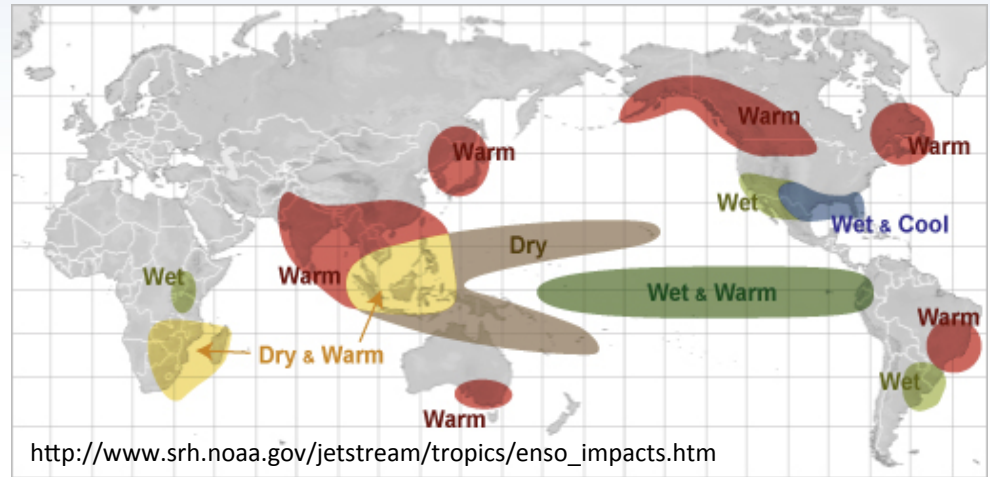 Warm
Warm
Warm
Wet
Wet & Cool
Dry
Warm
Wet
Wet & Warm
Warm
Dry & Warm
Wet
Warm
http://www.srh.noaa.gov/jetstream/tropics/enso_impacts.htm